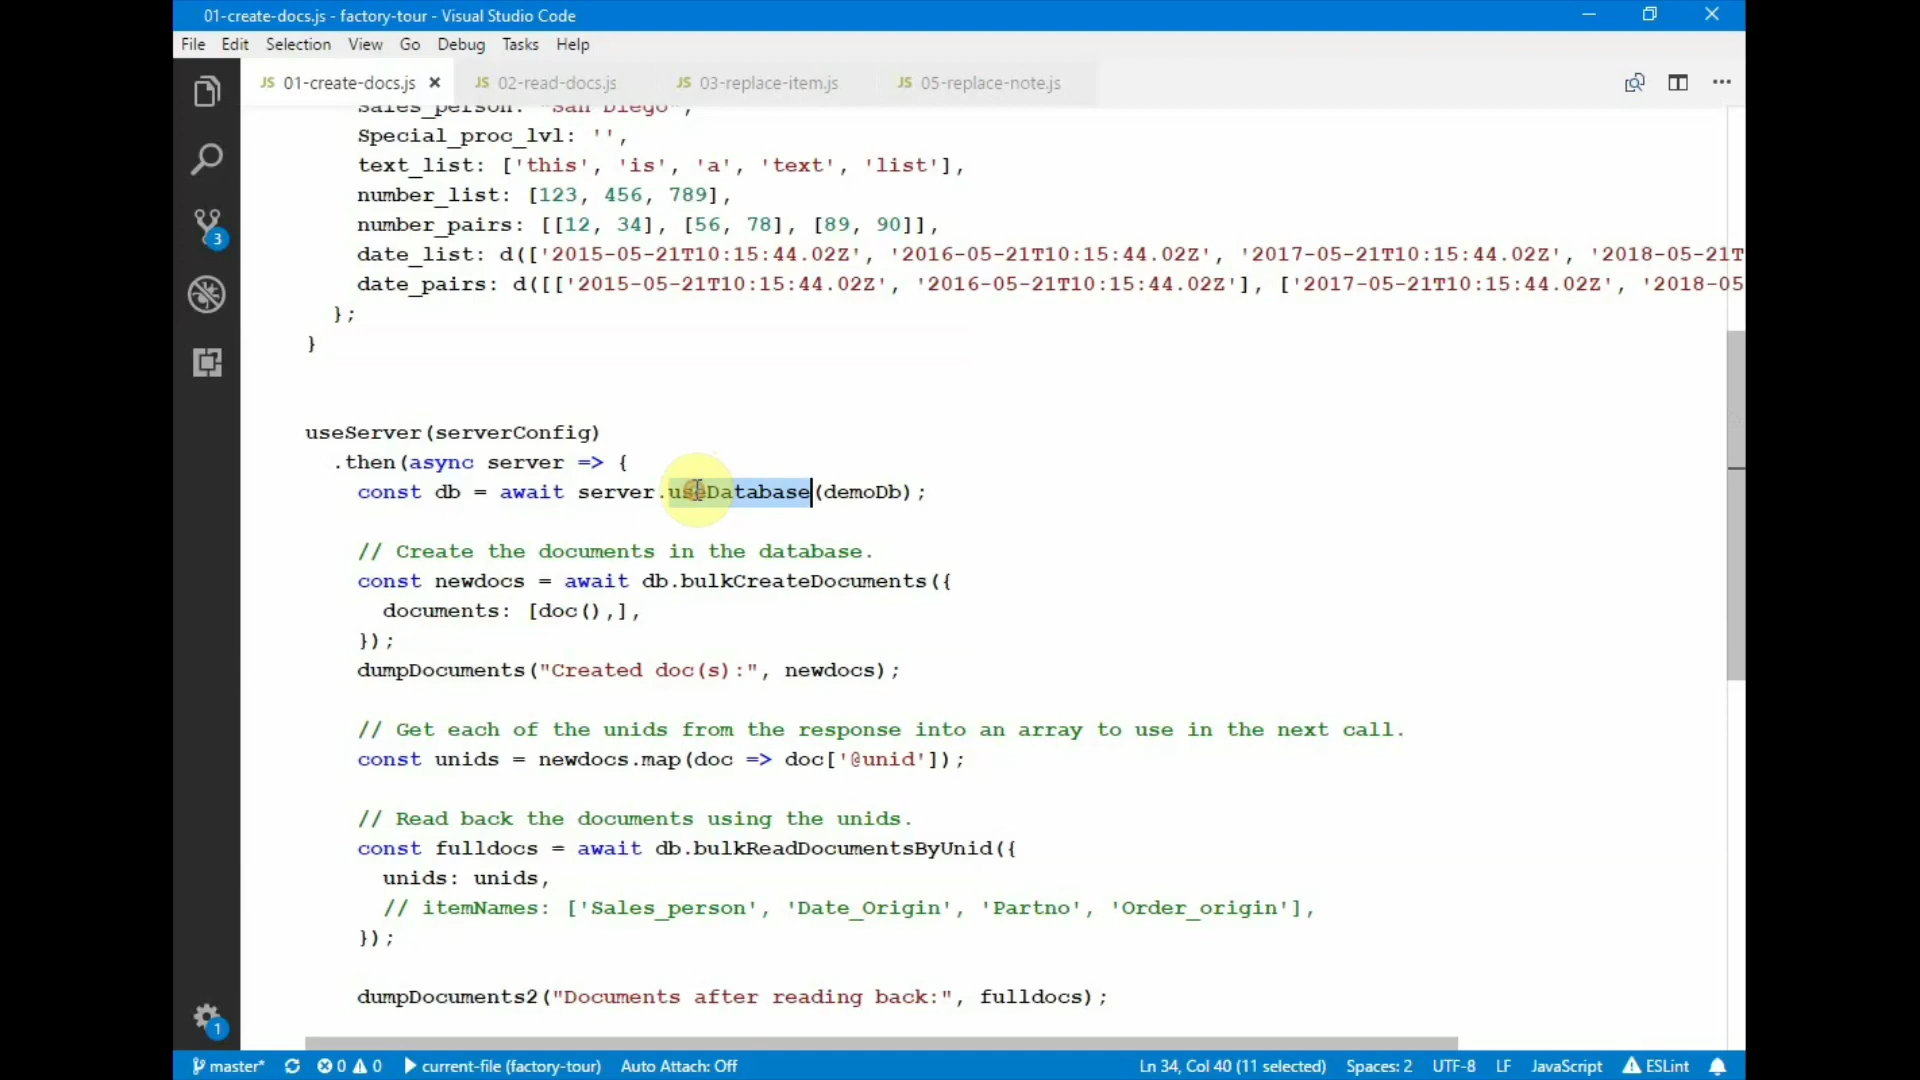 01-create-docs.js - factory-tour - Visual Studio Code
File Edit Selection View Go Debug Tasks Help
JS 01-create-docs.js JS 02-read-docs.js JS 03-replace-item.js JS 05-replace-note.js
Sales_person: "San Diego",
Special_proc_lvl: '',
text_list: ['this', 'is', 'a', 'text', 'list'],
number_list: [123, 456, 789],
number_pairs: [[12, 34], [56, 78], [89, 90]],
date_list: d(['2015-05-21T10:15:44.02Z', '2016-05-21T10:15:44.02Z', '2017-05-21T10:15:44.02Z', '2018-05-21T
date_pairs: d([['2015-05-21T10:15:44.02Z', '2016-05-21T10:15:44.02Z'], ['2017-05-21T10:15:44.02Z', '2018-05
};
}
useServer(serverConfig)
.then(async server => {
const db = await server.useDatabase(demoDb);
// Create the documents in the database.
const newdocs = await db.bulkCreateDocuments({
documents: [doc(),],
});
dumpDocuments("Created doc(s):", newdocs);
// Get each of the unids from the response into an array to use in the next call.
const unids = newdocs.map(doc => doc['@unid']);
// Read back the documents using the unids.
const fulldocs = await db.bulkReadDocumentsByUnid({
unids: unids,
// itemNames: ['Sales_person', 'Date_Origin', 'Partno', 'Order_origin'],
});
dumpDocuments2("Documents after reading back:", fulldocs);
3
1
master* 0 0 current-file (factory-tour) Auto Attach: Off Ln 34, Col 40 (11 selected) Spaces: 2 UTF-8 LF JavaScript ESLint